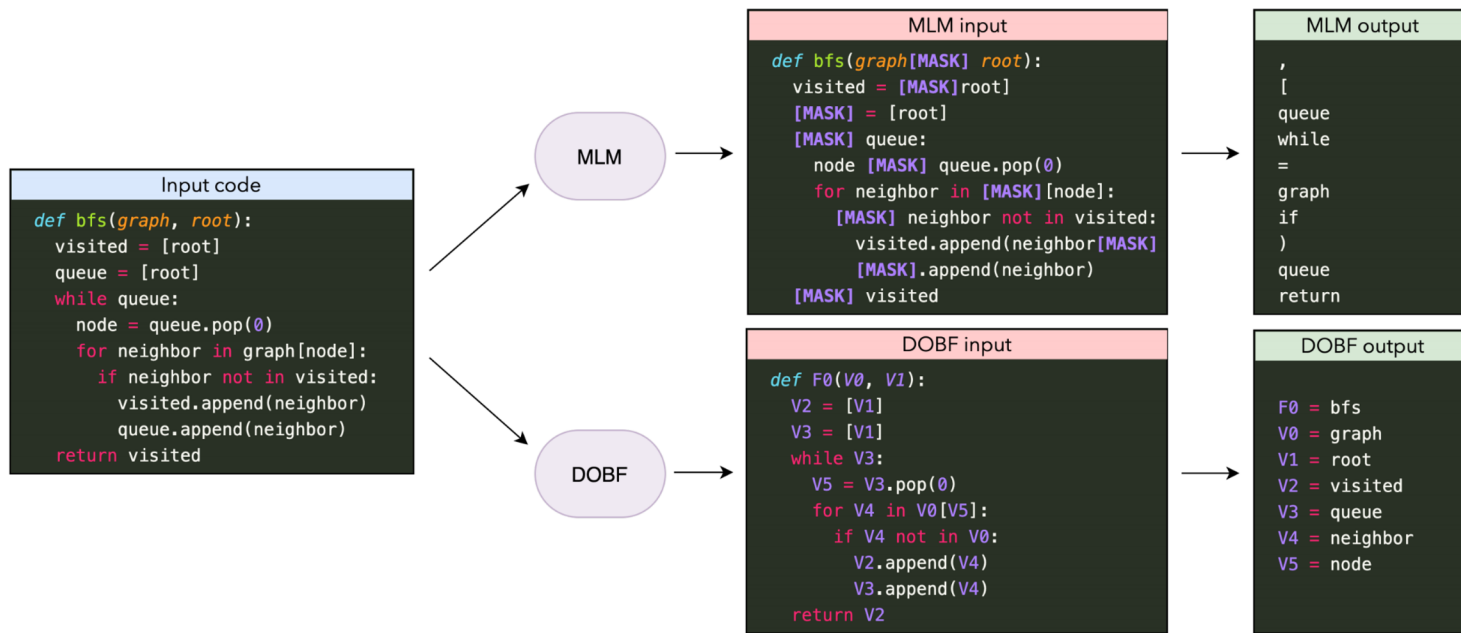 Input code
def bfs(graph, root):
visited = [root]
queue = [root]
while queue:
node = queue.pop(0)
for neighbor in graph[node]:
if neighbor not in visited:
visited.append(neighbor)
queue.append(neighbor)
return visited
MLM
DOBF
MLM input
def bfs(graph[MASK] root):
visited = [MASK]root]
[MASK] = [root]
[MASK] queue:
node [MASK] queue.pop(0)
for neighbor in [MASK][node]:
[MASK] neighbor not in visited:
visited.append(neighbor[MASK]
[MASK].append(neighbor)
[MASK] visited
MLM output
,
[
queue
while
=
graph
if
)
queue
return
DOBF input
def F0(V0, V1):
V2 = [V1]
V3 = [V1]
while V3:
V5 = V3.pop(0)
for V4 in V0[V5]:
if V4 not in V0:
V2.append(V4)
V3.append(V4)
return V2
DOBF output
F0 = bfs
V0 = graph
V1 = root
V2 = visited
V3 = queue
V4 = neighbor
V5 = node